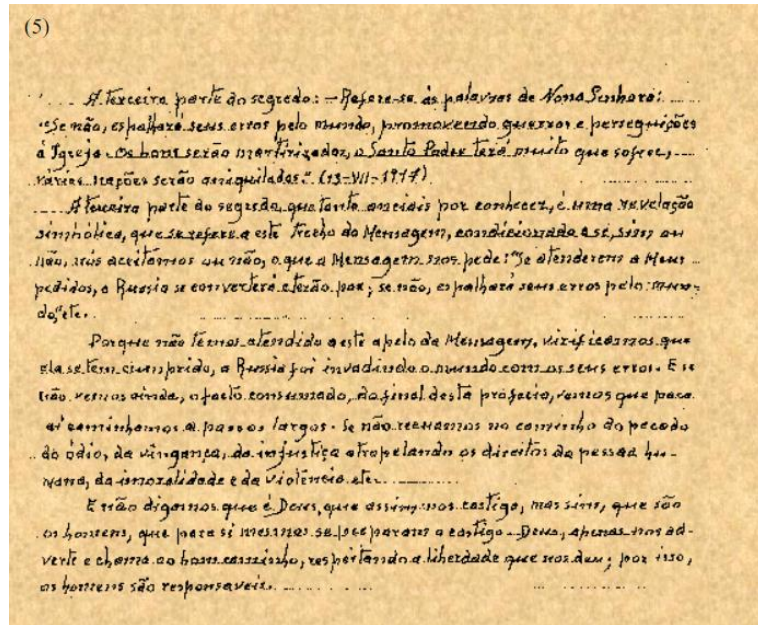 (5)
A terceira parte do segredo: – Refere-se às palavras de Nossa Senhora:
"Se não, espalhará seus erros pelo mundo, promovendo guerras e perseguições
á Igreja. Os bons serão martirizados, o Santo Padre terá muito que sofrer,
várias nações serão aniquiladas." (13-VII-1917)
A terceira parte do segredo, que tanto anciais por conhecer, é uma revelação
simbólica, que se refere a este trecho da Mensagem, condicionado a se, sim ou
não, nós aceitamos ou não, o que a Mensagem nos pede: "Se atenderem a Meus
pedidos, a Russia se converterá e terão paz; se não, espalhará seus erros pelo mun-
do," etc.
Porque não temos atendido a este apelo da Mensagem, verificamos que
ela se tem cumprido, a Russia foi invadindo o mundo com os seus erros. E se
não vemos ainda, o facto consumado, do final desta profecia, vemos que para
aí caminhamos a passos largos. Se não recuamos no caminho do pecado
do ódio, da vingança, da injustiça atropelando os direitos da pessoa hu-
mana, da imoralidade e da violência etc.
E não digamos que é Deus, que assim nos castiga, mas sim, que são
os homens, que para si mesmos se preparam o castigo. Deus, apenas nos ad-
verte e chama ao bom caminho, respeitando a liberdade que nos deu; por isso,
os homens são responsaveis.